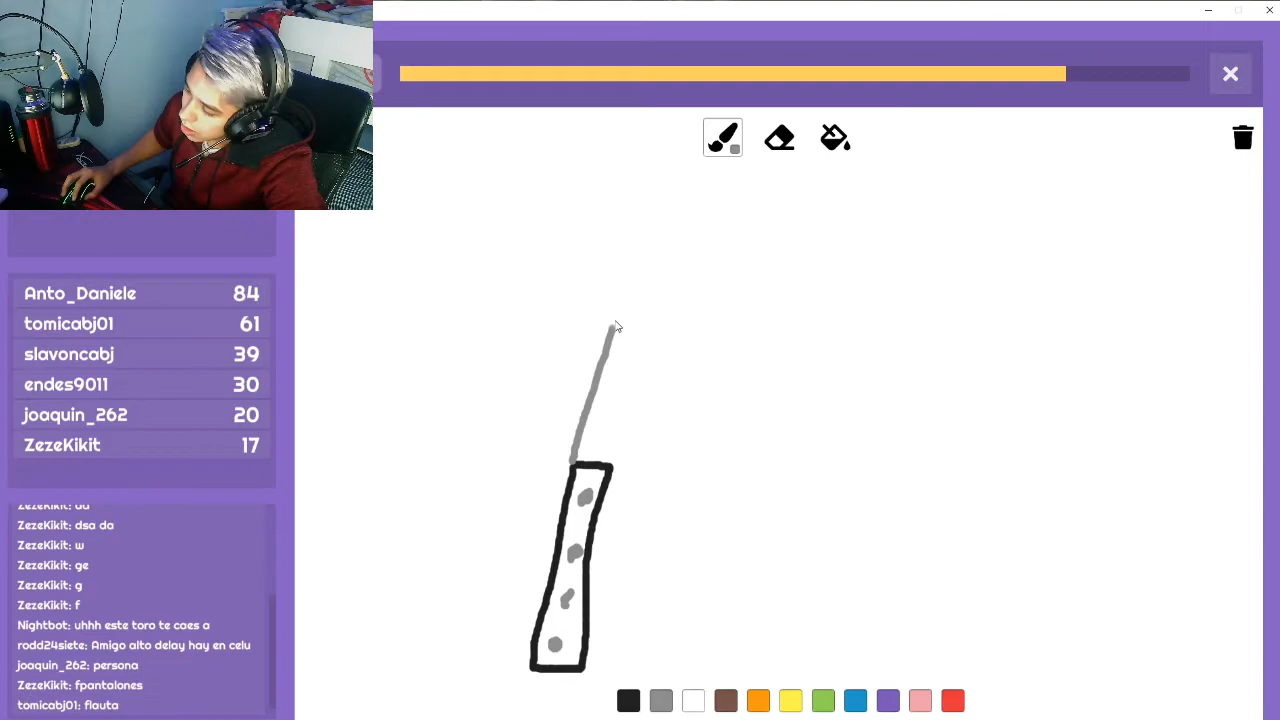 Anto_Daniele 84
tomicabj01 61
slavoncabj 39
endes9011 30
joaquin_262 20
ZezeKikit 17
ZezeKikit: da
ZezeKikit: dsa da
ZezeKikit: w
ZezeKikit: ge
ZezeKikit: g
ZezeKikit: f
Nightbot: uhhh este toro te caes a
rodd24siete: Amigo alto delay hay en celu
joaquin_262: persona
ZezeKikit: fpantalones
tomicabj01: flauta